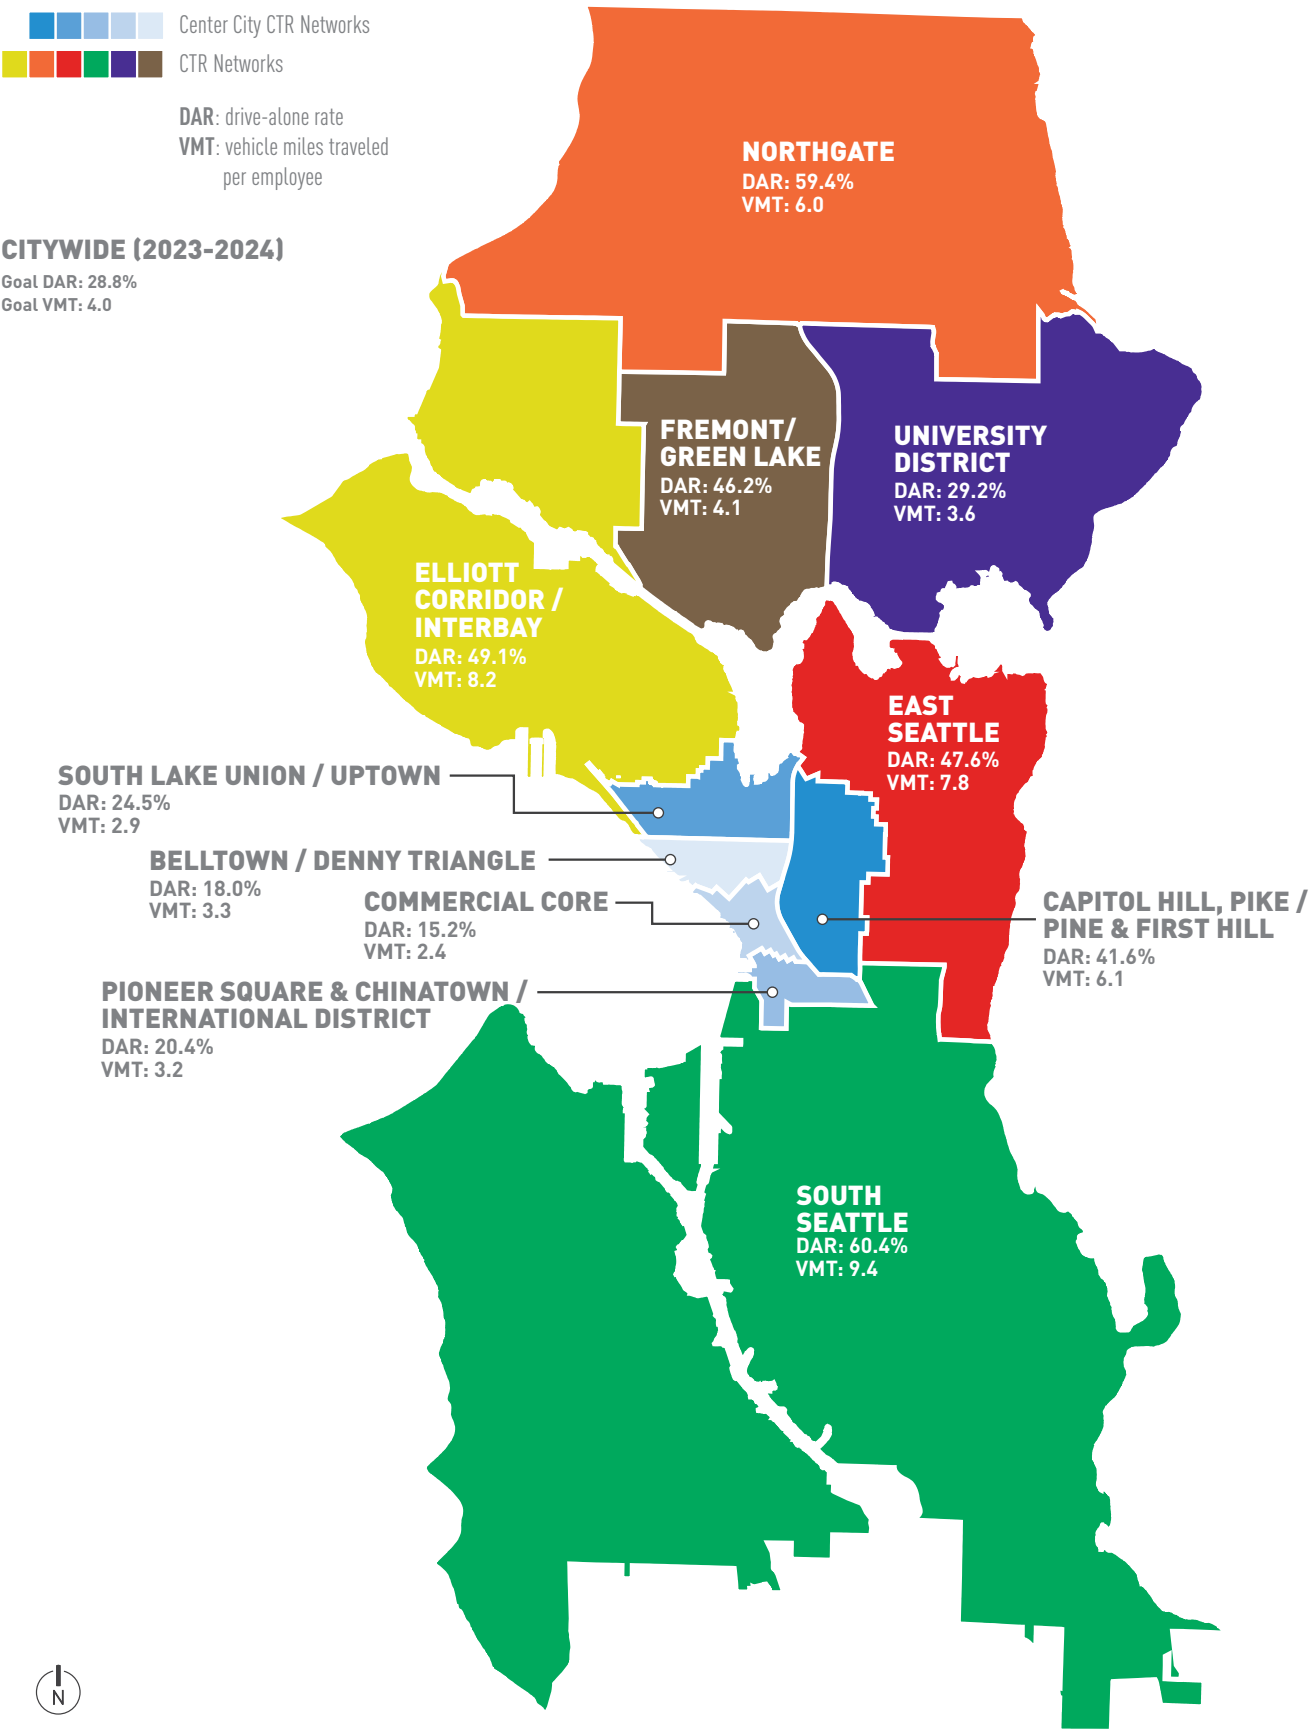 Center City CTR Networks
CTR Networks
DAR: drive-alone rate
VMT: vehicle miles traveled
per employee
CITYWIDE (2023-2024)
Goal DAR: 28.8%
Goal VMT: 4.0
NORTHGATE
DAR: 59.4%
VMT: 6.0
FREMONT/
GREEN LAKE
DAR: 46.2%
VMT: 4.1
UNIVERSITY
DISTRICT
DAR: 29.2%
VMT: 3.6
ELLIOTT
CORRIDOR /
INTERBAY
DAR: 49.1%
VMT: 8.2
EAST
SEATTLE
DAR: 47.6%
VMT: 7.8
SOUTH LAKE UNION / UPTOWN
DAR: 24.5%
VMT: 2.9
BELLTOWN / DENNY TRIANGLE
DAR: 18.0%
VMT: 3.3
COMMERCIAL CORE
DAR: 15.2%
VMT: 2.4
CAPITOL HILL, PIKE /
PINE & FIRST HILL
DAR: 41.6%
VMT: 6.1
PIONEER SQUARE & CHINATOWN /
INTERNATIONAL DISTRICT
DAR: 20.4%
VMT: 3.2
SOUTH
SEATTLE
DAR: 60.4%
VMT: 9.4
N